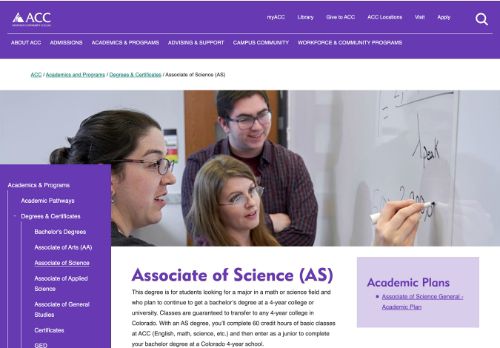 ACC
myACC Library Give to ACC ACC Locations Visit Apply
ABOUT ACC ADMISSIONS ACADEMICS & PROGRAMS ADVISING & SUPPORT CAMPUS COMMUNITY WORKFORCE & COMMUNITY PROGRAMS
ACC / Academics and Programs / Degrees & Certificates / Associate of Science (AS)
Academics & Programs
Academic Pathways
Degrees & Certificates
Bachelor's Degrees
Associate of Arts (AA)
Associate of Science
Associate of Applied
Science
Associate of General
Studies
Certificates
GED
Associate of Science (AS)
This degree is for students looking for a major in a math or science field and
who plan to continue to get a bachelor's degree at a 4-year college or
university. Classes are guaranteed to transfer to any 4-year college in
Colorado. With an AS degree, you'll complete 60 credit hours of basic classes
at ACC (English, math, science, etc.) and then enter as a junior to complete
your bachelor degree at a Colorado 4-year school.
Academic Plans
Associate of Science General -
Academic Plan